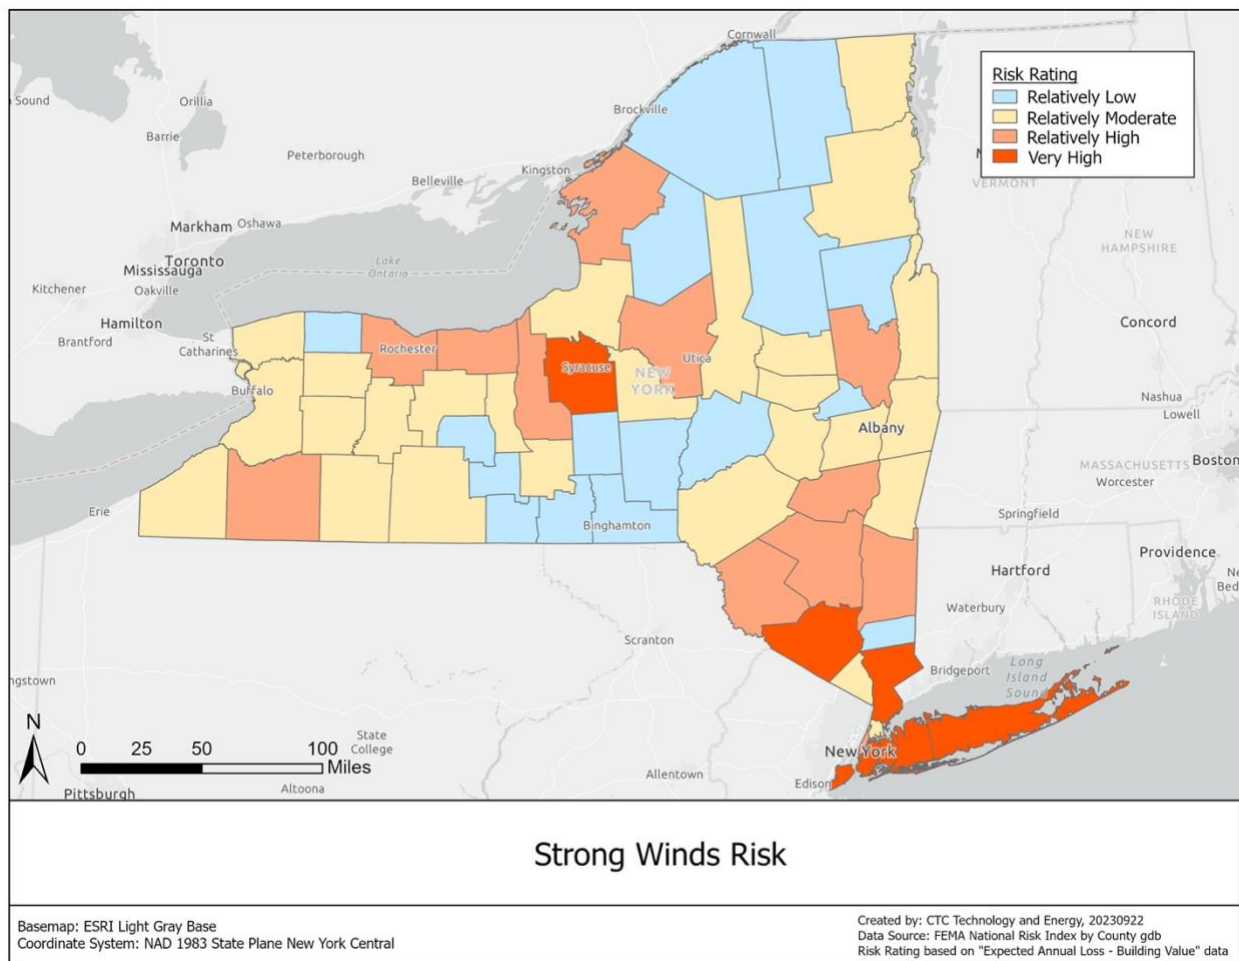 Cornwall
Sound
Orillia
Brockville
Barrie
Peterborough
Kingston
Belleville
Markham
Oshawa
Toronto
Mississauga
Lake
Ontario
Kitchener
Oakville
Hamilton
Brantford
St
Catharines
Rochester
Syracuse
Utica
NEW
YORK
Buffalo
Albany
Erie
Binghamton
Risk Rating
Relatively Low
Relatively Moderate
Relatively High
Very High
VERMONT
NEW
HAMPSHIRE
Concord
Nashua
Lowell
MASSACHUSETTS
Boston
Worcester
Springfield
Providence
Hartford
Ne
Bed
RHODE
ISLAND
Waterbury
Scranton
Bridgeport
Long
Island
Sound
ngstown
N
0 25 50 100
Miles
State
College
New York
Allentown
Edison
Altoona
Pittsburgh
Strong Winds Risk
Basemap: ESRI Light Gray Base
Coordinate System: NAD 1983 State Plane New York Central
Created by: CTC Technology and Energy, 20230922
Data Source: FEMA National Risk Index by County gdb
Risk Rating based on "Expected Annual Loss - Building Value" data